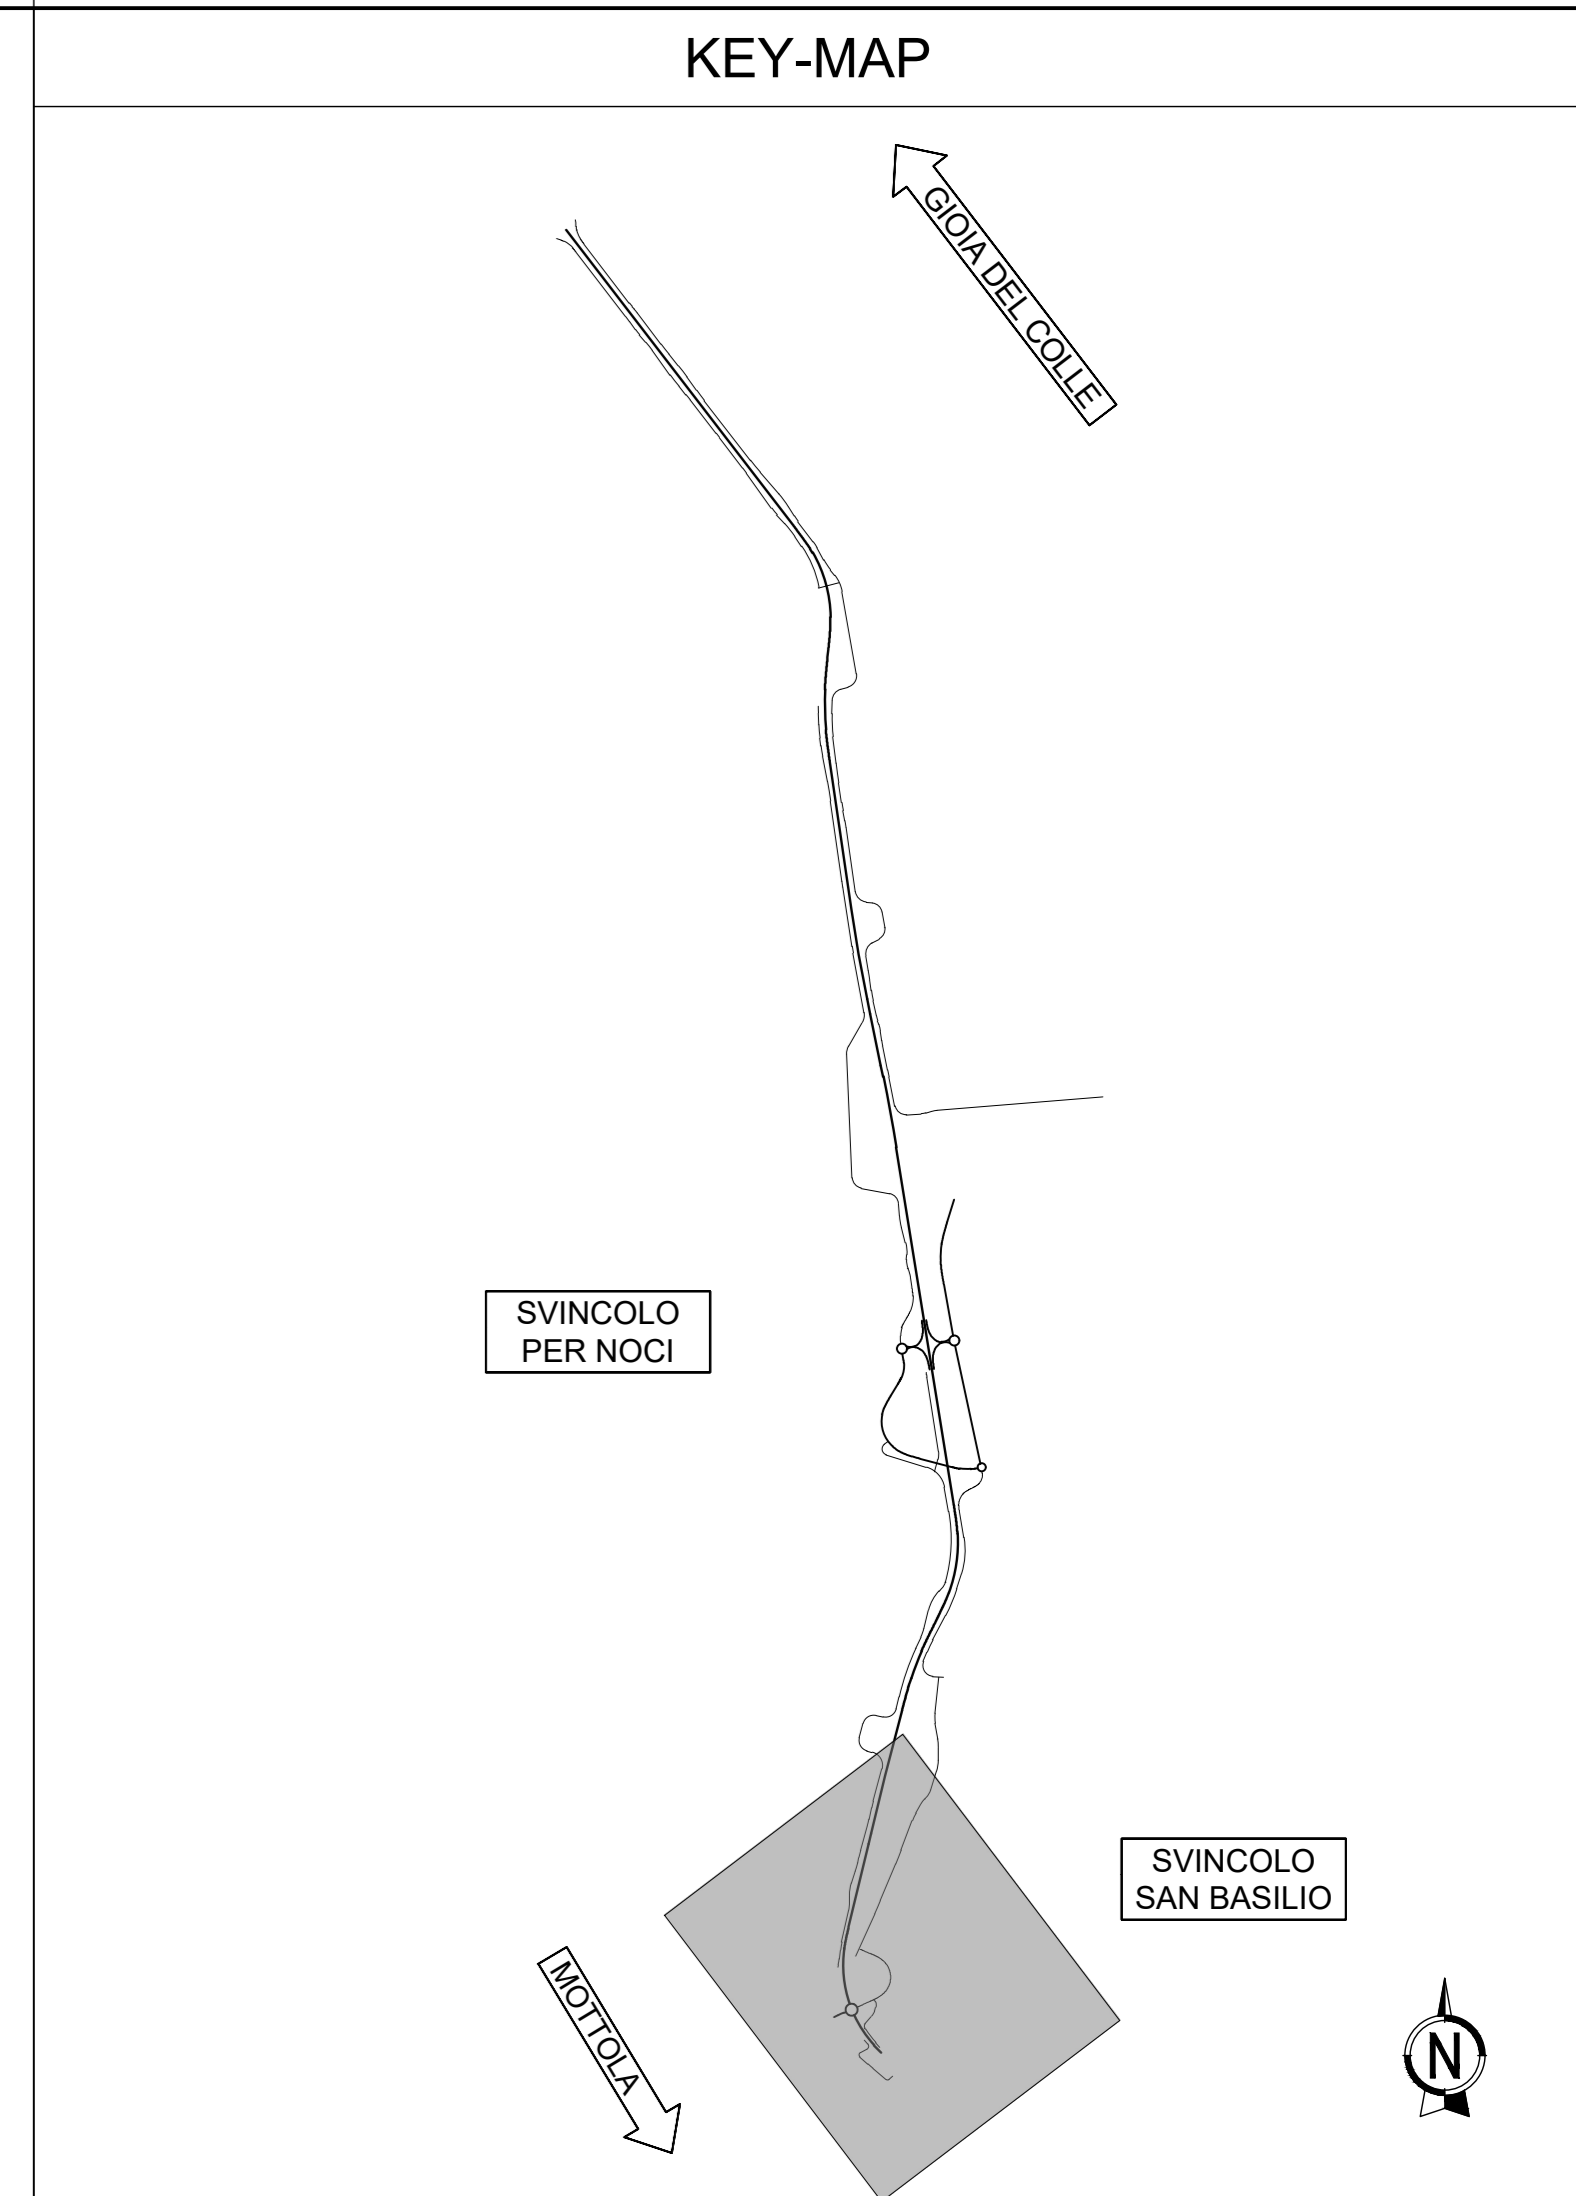 KEY-MAP
GIOIA DEL COLLE
SVINCOLO
PER NOCI
SVINCOLO
SAN BASILIO
MOTTOLA
N